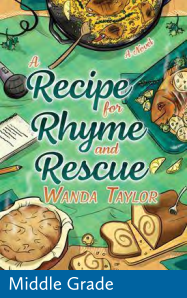 A Novel
A
Recipe
for
Rhyme
and
Rescue
WANDA TAYLOR
Middle Grade